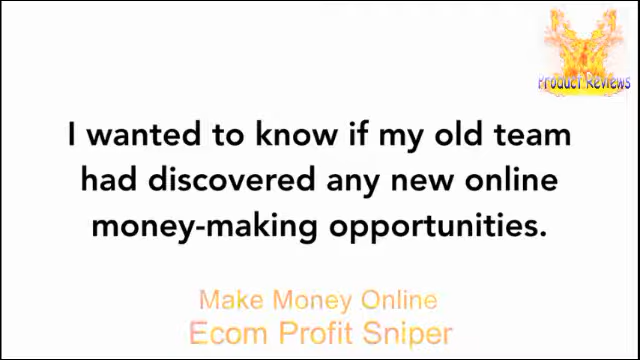 Product Reviews
I wanted to know if my old team
had discovered any new online
money-making opportunities.
Make Money Online
Ecom Profit Sniper